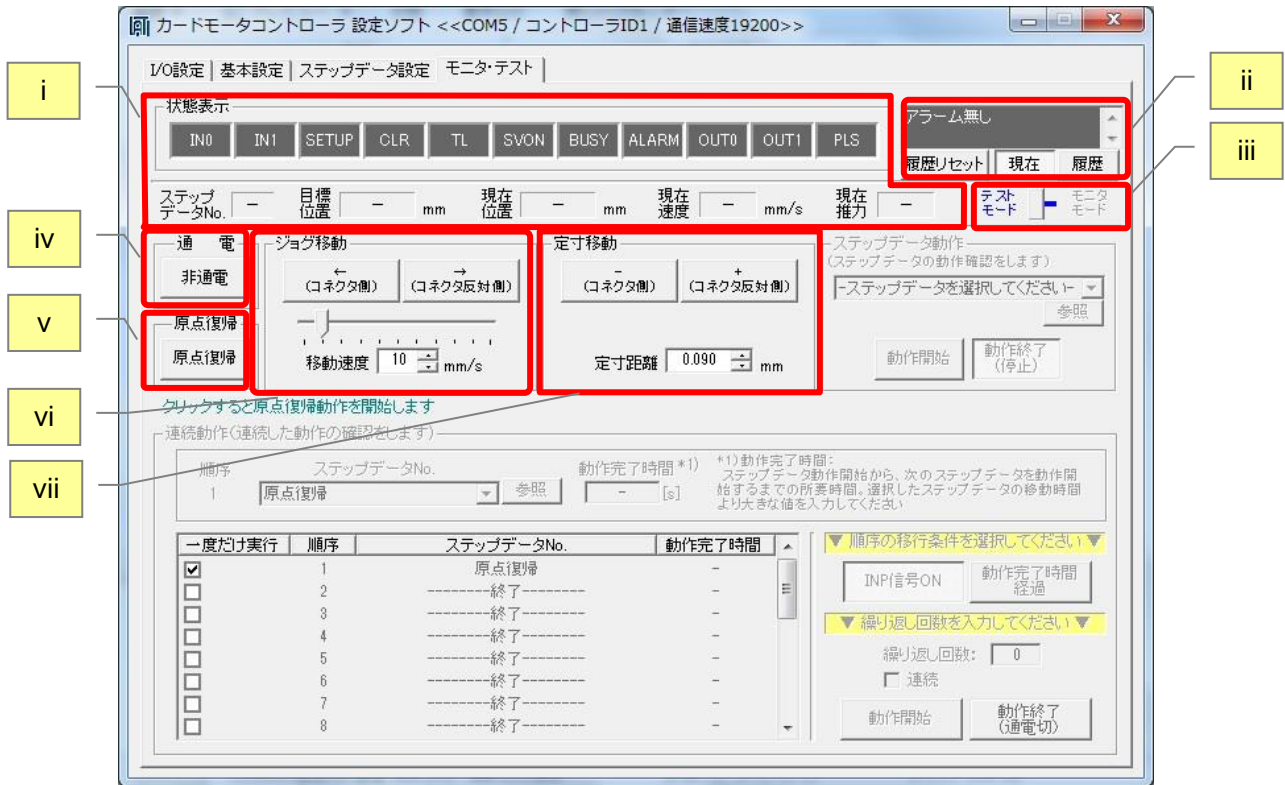 カードモータコントローラ 設定ソフト <<COM5 / コントローラID1 / 通信速度19200>>
I/O設定 基本設定 ステップデータ設定 モニタ・テスト
i
ii
iii
iv
v
vi
vii
状態表示
IN0 IN1 SETUP CLR TL SVON BUSY ALARM OUT0 OUT1 PLS
アラーム無し
履歴リセット 現在 履歴
ステップデータNo. - 目標位置 - mm 現在位置 - mm 現在速度 - mm/s 現在推力 -
テストモード モニタモード
通 電
非通電
原点復帰
原点復帰
ジョグ移動
← →
(コネクタ側) (コネクタ反対側)
移動速度 10 mm/s
定寸移動
- +
(コネクタ側) (コネクタ反対側)
定寸距離 0.090 mm
ステップデータ動作
(ステップデータの動作確認をします)
-ステップデータを選択してください-
参照
動作開始 動作終了
(停止)
クリックすると原点復帰動作を開始します
連続動作(連続した動作の確認をします)
順序 ステップデータNo. 動作完了時間 *1)
1 原点復帰 参照 - [s]
*1)動作完了時間:
ステップデータ動作開始から、次のステップデータを動作開
始するまでの所要時間。選択したステップデータの移動時間
より大きな値を入力してください
一度だけ実行 順序 ステップデータNo. 動作完了時間
1 原点復帰 -
2 --------終了-------- -
3 --------終了-------- -
4 --------終了-------- -
5 --------終了-------- -
6 --------終了-------- -
7 --------終了-------- -
8 --------終了-------- -
▼ 順序の移行条件を選択してください ▼
INP信号ON 動作完了時間
経過
▼ 繰り返し回数を入力してください ▼
繰り返し回数: 0
連続
動作開始 動作終了
(通電切)